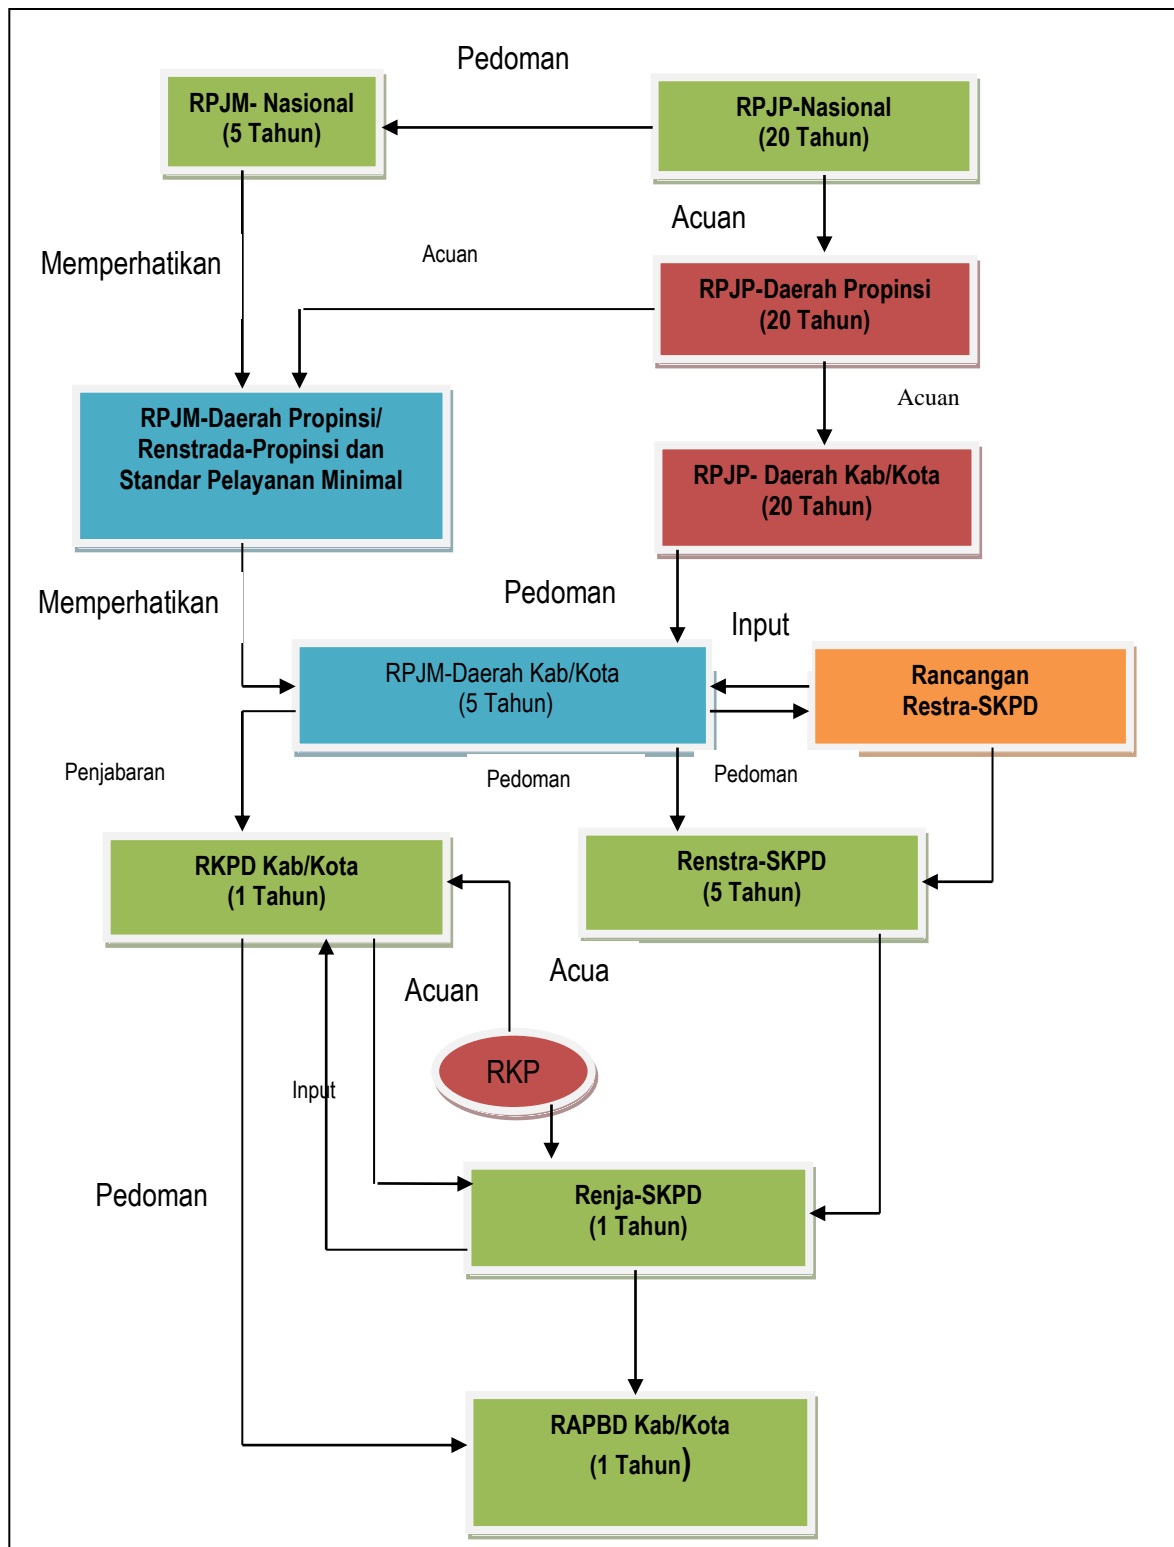 Pedoman
RPJM- Nasional
(5 Tahun)
RPJP-Nasional
(20 Tahun)
Acuan
Memperhatikan
Acuan
RPJP-Daerah Propinsi
(20 Tahun)
RPJM-Daerah Propinsi/
Renstrada-Propinsi dan
Standar Pelayanan Minimal
Acuan
RPJP- Daerah Kab/Kota
(20 Tahun)
Memperhatikan
Pedoman
Input
RPJM-Daerah Kab/Kota
(5 Tahun)
Rancangan
Restra-SKPD
Penjabaran
Pedoman
Pedoman
RKPD Kab/Kota
(1 Tahun)
Renstra-SKPD
(5 Tahun)
Acuan
Acua
RKP
Input
Pedoman
Renja-SKPD
(1 Tahun)
RAPBD Kab/Kota
(1 Tahun)